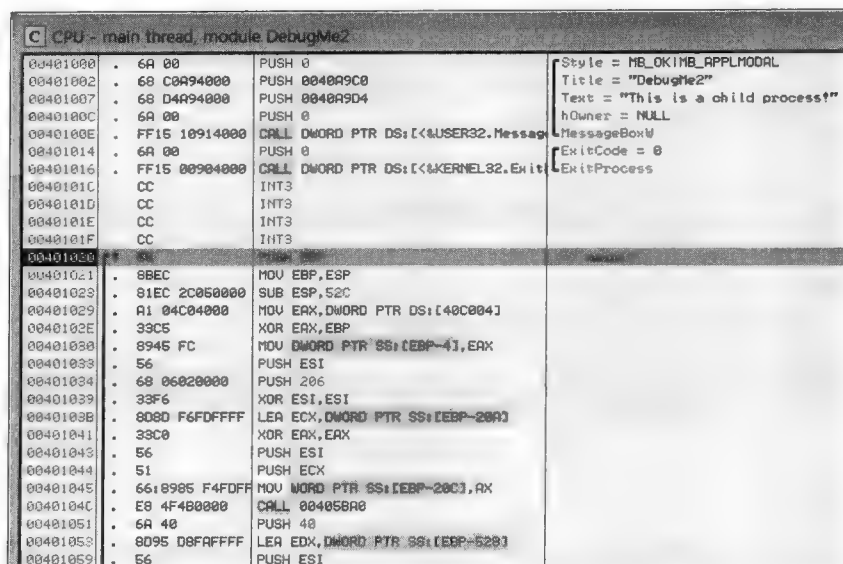 C CPU - main thread, module DebugMe2
00401000 . 6A 00 PUSH 0 Style = MB_OK|MB_APPLMODAL
00401002 . 68 C0A94000 PUSH 0040A9C0 Title = "DebugMe2"
00401007 . 68 D4A94000 PUSH 0040A9D4 Text = "This is a child process!"
0040100C . 6A 00 PUSH 0 hOwner = NULL
0040100E . FF15 10914000 CALL DWORD PTR DS:[<&USER32.Message MessageBoxW
00401014 . 6A 00 PUSH 0 ExitCode = 0
00401016 . FF15 00904000 CALL DWORD PTR DS:[<&KERNEL32.Exit ExitProcess
0040101C CC INT3
0040101D CC INT3
0040101E CC INT3
0040101F CC INT3
00401020
00401021 . 8BEC MOV EBP,ESP
00401023 . 81EC 2C050000 SUB ESP,52C
00401029 . A1 04C04000 MOV EAX,DWORD PTR DS:[40C004]
0040102E . 33C5 XOR EAX,EBP
00401030 . 8945 FC MOV DWORD PTR SS:[EBP-4],EAX
00401033 . 56 PUSH ESI
00401034 . 68 06020000 PUSH 206
00401039 . 33F6 XOR ESI,ESI
0040103B . 8D8D F6FDFFFF LEA ECX,DWORD PTR SS:[EBP-20A]
00401041 . 33C0 XOR EAX,EAX
00401043 . 56 PUSH ESI
00401044 . 51 PUSH ECX
00401045 . 66:8985 F4FDFF MOV WORD PTR SS:[EBP-20C],AX
0040104C . E8 4F4B0000 CALL 00405BA0
00401051 . 6A 40 PUSH 40
00401053 . 8D95 D8FAFFFF LEA EDX,DWORD PTR SS:[EBP-528]
00401059 . 56 PUSH ESI